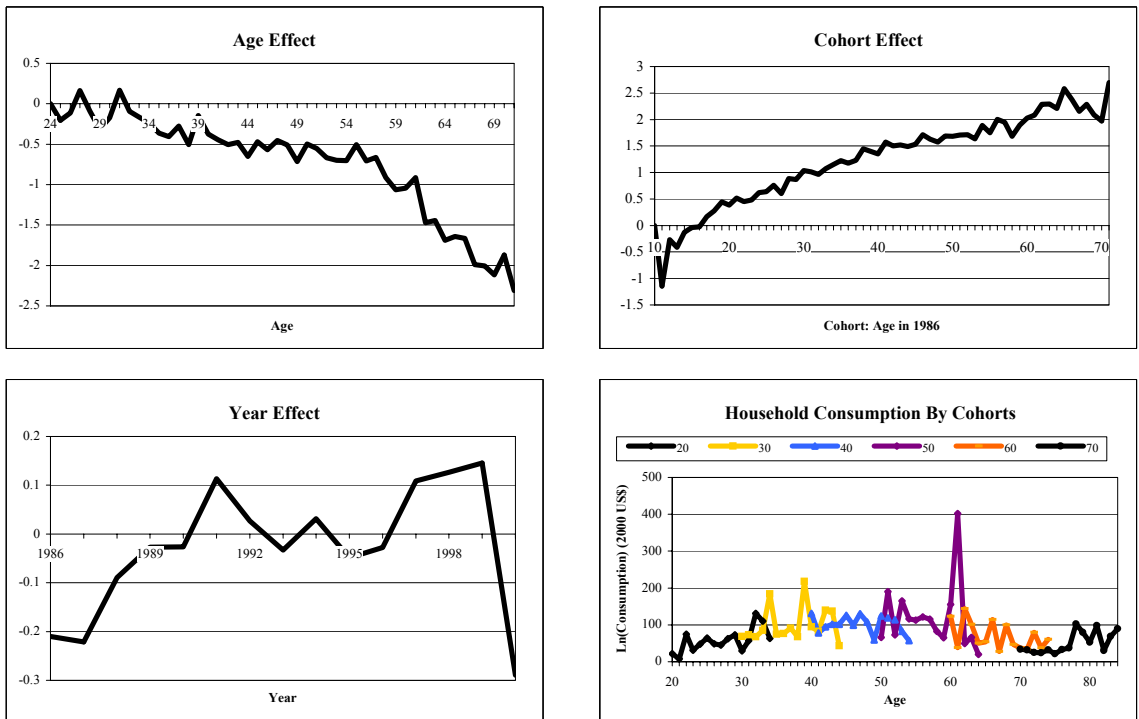 Age Effect
0.5
0
-0.5
-1
-1.5
-2
-2.5
24 29 34 39 44 49 54 59 64 69
Age
Cohort Effect
3
2.5
2
1.5
1
0.5
0
-0.5
-1
-1.5
10 20 30 40 50 60 70
Cohort: Age in 1986
Year Effect
0.2
0.1
0
-0.1
-0.2
-0.3
1986 1989 1992 1995 1998
Year
Household Consumption By Cohorts
20 30 40 50 60 70
Ln(Consumption) (2000 US$)
500
400
300
200
100
0
20 30 40 50 60 70 80
Age